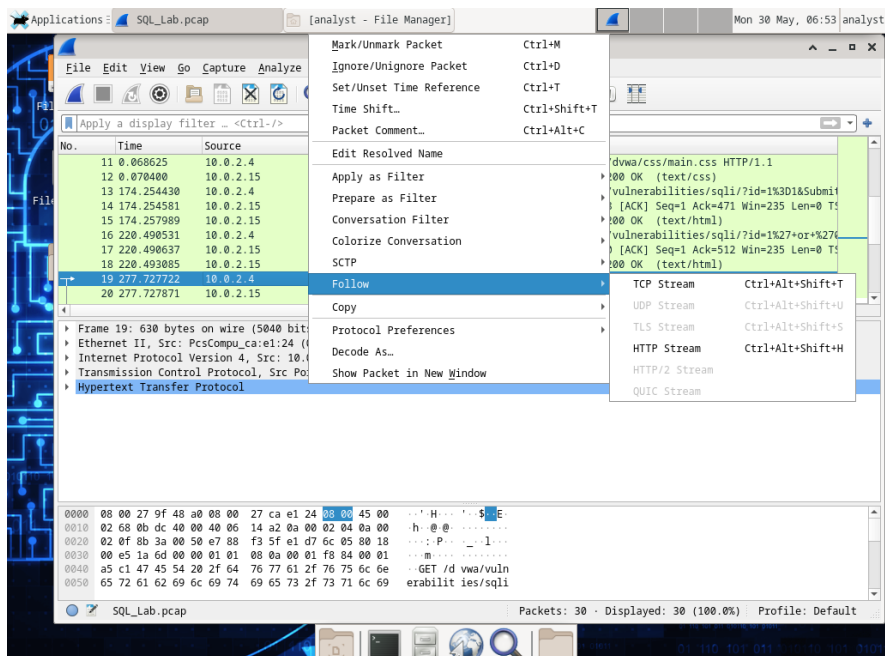 Applications SQL_Lab.pcap [analyst - File Manager] Mon 30 May, 06:53 analyst
File Edit View Go Capture Analyze
Apply a display filter … <Ctrl-/>
No. Time Source
11 0.068625 10.0.2.4 /dvwa/css/main.css HTTP/1.1
12 0.070400 10.0.2.15 200 OK (text/css)
13 174.254430 10.0.2.4 /vulnerabilities/sqli/?id=1%3D1&Submit
14 174.254581 10.0.2.15 [ACK] Seq=1 Ack=471 Win=235 Len=0 TS
15 174.257989 10.0.2.15 200 OK (text/html)
16 220.490531 10.0.2.4 /vulnerabilities/sqli/?id=1%27+or+%270
17 220.490637 10.0.2.15 [ACK] Seq=1 Ack=512 Win=235 Len=0 TS
18 220.493085 10.0.2.15 200 OK (text/html)
19 277.727722 10.0.2.4
20 277.727871 10.0.2.15
Mark/Unmark Packet Ctrl+M
Ignore/Unignore Packet Ctrl+D
Set/Unset Time Reference Ctrl+T
Time Shift… Ctrl+Shift+T
Packet Comment… Ctrl+Alt+C
Edit Resolved Name
Apply as Filter
Prepare as Filter
Conversation Filter
Colorize Conversation
SCTP
Follow
Copy
Protocol Preferences
Decode As…
Show Packet in New Window
TCP Stream Ctrl+Alt+Shift+T
UDP Stream Ctrl+Alt+Shift+U
TLS Stream Ctrl+Alt+Shift+S
HTTP Stream Ctrl+Alt+Shift+H
HTTP/2 Stream
QUIC Stream
Frame 19: 630 bytes on wire (5040 bits
Ethernet II, Src: PcsCompu_ca:e1:24 (
Internet Protocol Version 4, Src: 10.
Transmission Control Protocol, Src Po
Hypertext Transfer Protocol
0000 08 00 27 9f 48 a0 08 00 27 ca e1 24 08 00 45 00 ··'·H··· '··$··E·
0010 02 68 0b dc 40 00 40 06 14 a2 0a 00 02 04 0a 00 ·h··@·@· ········
0020 02 0f 8b 3a 00 50 e7 88 f3 5f e1 d7 6c 05 80 18 ···:·P·· ·_··l···
0030 00 e5 1a 6d 00 00 01 01 08 0a 00 01 f8 84 00 01 ···m···· ········
0040 a5 c1 47 45 54 20 2f 64 76 77 61 2f 76 75 6c 6e ··GET /d vwa/vuln
0050 65 72 61 62 69 6c 69 74 69 65 73 2f 73 71 6c 69 erabilit ies/sqli
SQL_Lab.pcap Packets: 30 · Displayed: 30 (100.0%) Profile: Default